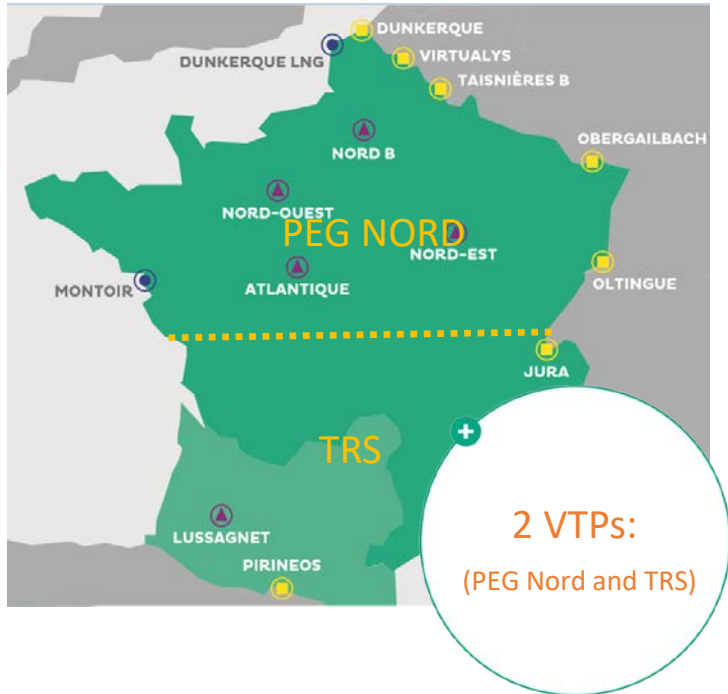 DUNKERQUE
DUNKERQUE LNG
VIRTUALYS
TAISNIÈRES B
OBERGAILBACH
NORD B
NORD-OUEST
PEG NORD
NORD-EST
OLTINGUE
MONTOIR
ATLANTIQUE
JURA
+
TRS
LUSSAGNET
PIRINEOS
2 VTPs:
(PEG Nord and TRS)